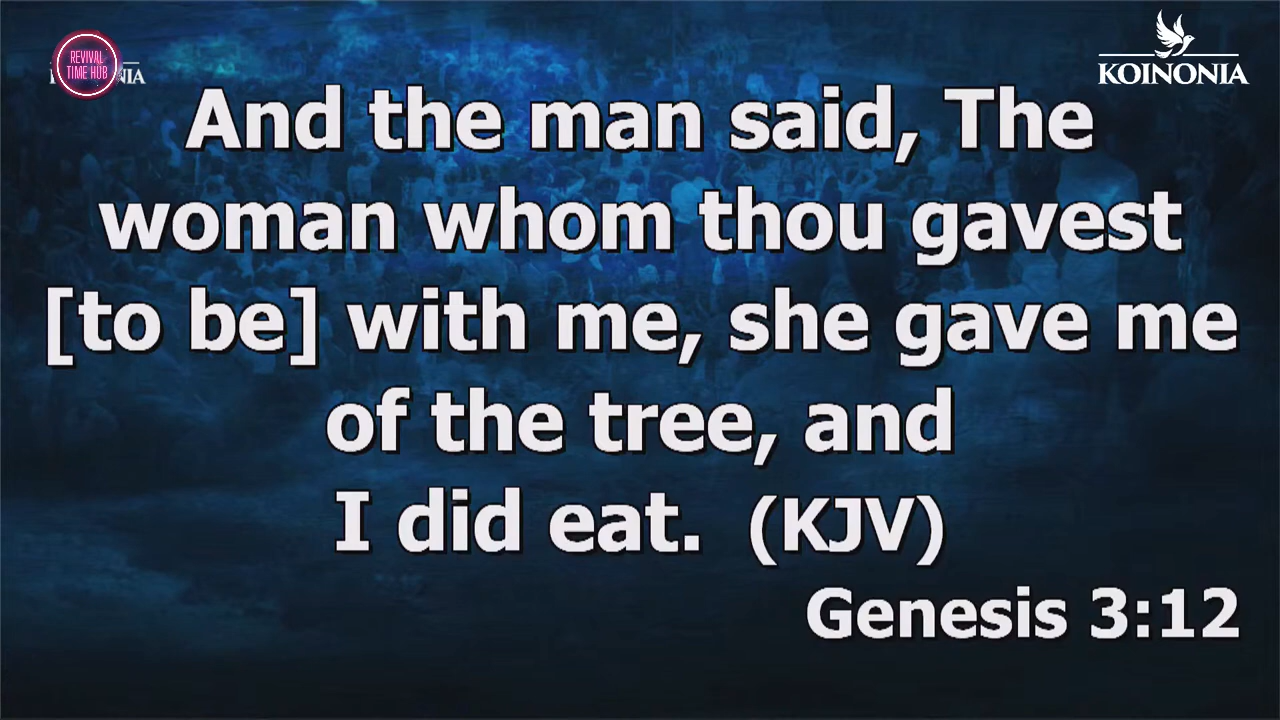 REVIVAL
TIME HUB
NIA
KOINONIA
And the man said, The
woman whom thou gavest
[to be] with me, she gave me
of the tree, and
I did eat. (KJV)
Genesis 3:12